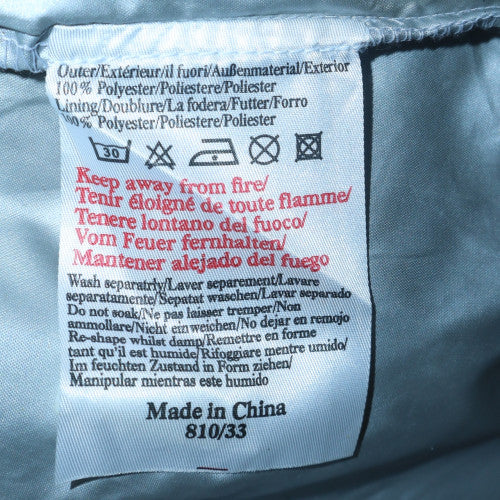 Outer/Extérieur/il fuori/Außenmaterial/Exterior
100% Polyester/Poliestere/Poliester
Lining/Doublure/La fodera/Futter/Forro
100% Polyester/Poliestere/Poliester
30
Keep away from fire/
Tenir éloigné de toute flamme/
Tenere lontano del fuoco/
Vom Feuer fernhalten/
Mantener alejado del fuego
Wash separatrly/Laver separement/Lavare
separatamente/Sepatat waschen/Lavar separado
Do not soak/Ne pas laisser tremper/Non
ammollare/Nicht ein weichen/No dejar en remojo
Re-shape whilst damp/Remettre en forme
tant qu'il est humide/Rifoggiare mentre umido/
Im feuchten Zustand in Form ziehen/
Manipular mientras este humido
Made in China
810/33